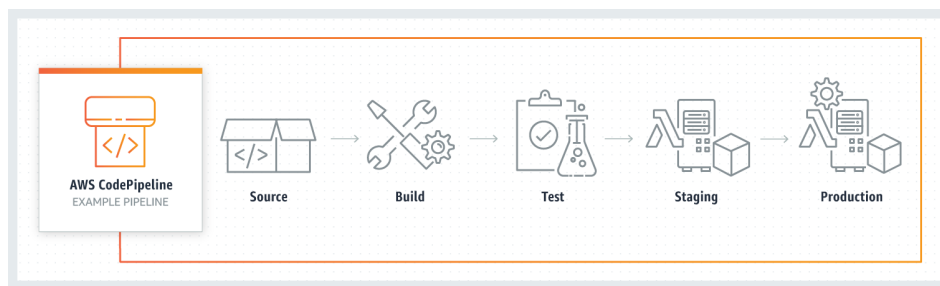 </>
AWS CodePipeline
EXAMPLE PIPELINE
</>
Source
Build
Test
Staging
Production